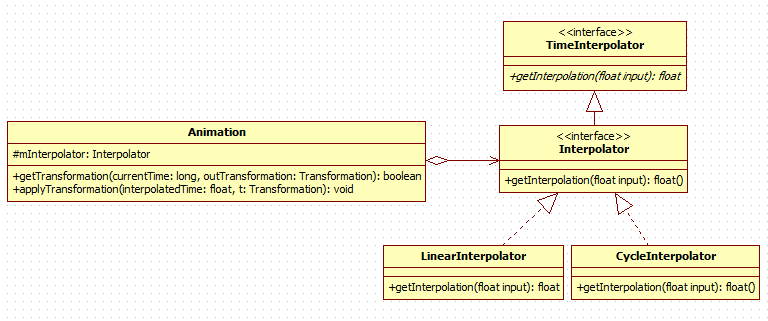 <<interface>>
TimeInterpolator
+getInterpolation(float input): float
Animation
#mInterpolator: Interpolator
+getTransformation(currentTime: long, outTransformation: Transformation): boolean
+applyTransformation(interpolatedTime: float, t: Transformation): void
<<interface>>
Interpolator
+getInterpolation(float input): float()
LinearInterpolator
+getInterpolation(float input): float
CycleInterpolator
+getInterpolation(float input): float()